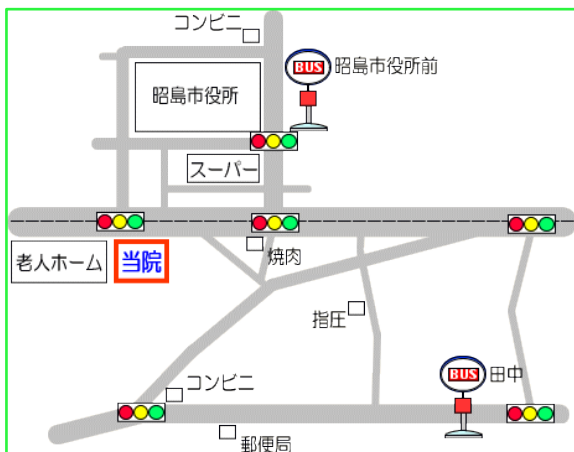 コンビニ
BUS
昭島市役所前
昭島市役所
スーパー
老人ホーム
当院
焼肉
指圧
BUS
田中
コンビニ
郵便局